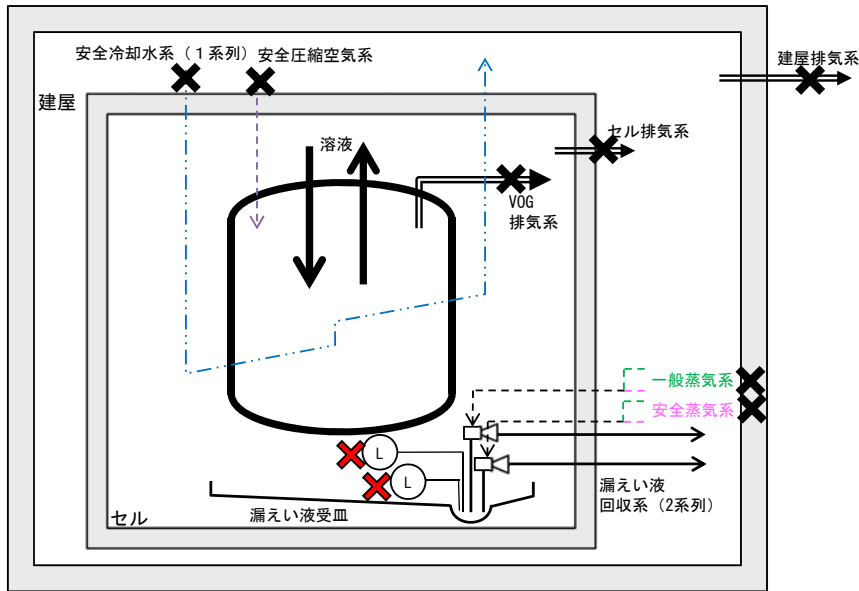 安全冷却水系（１系列）
安全圧縮空気系
建屋排気系
建屋
セル排気系
溶液
VOG
排気系
一般蒸気系
安全蒸気系
L
L
漏えい液
回収系（2系列）
漏えい液受皿
セル